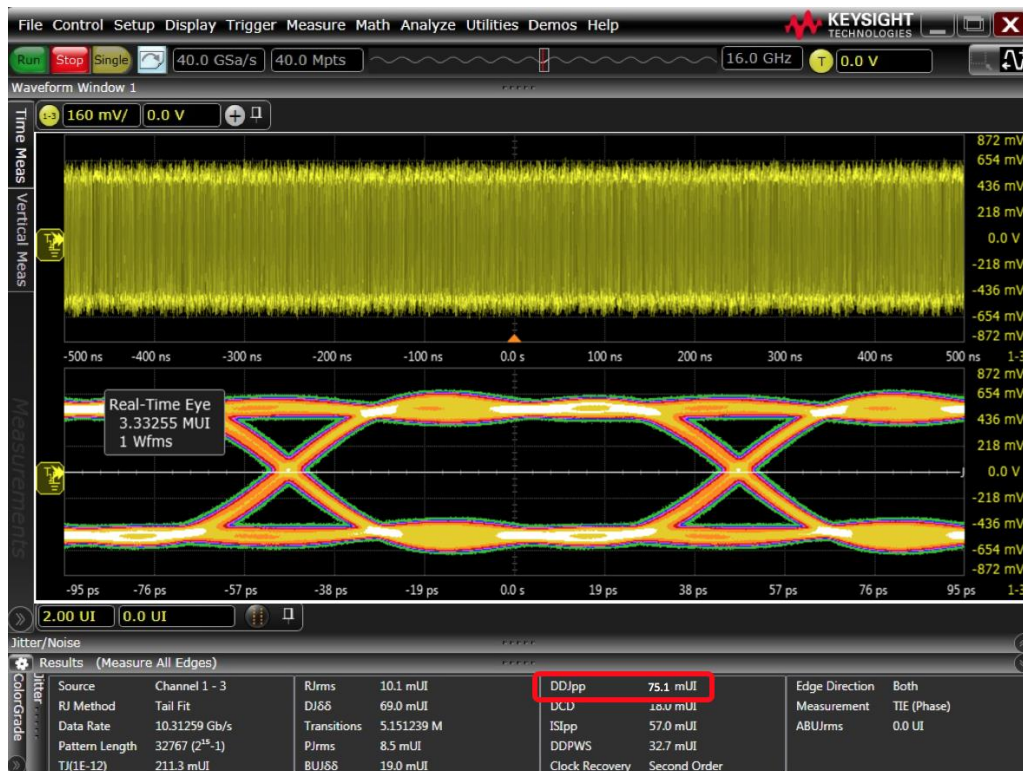 File Control Setup Display Trigger Measure Math Analyze Utilities Demos Help
KEYSIGHT
TECHNOLOGIES
Run Stop Single 40.0 GSa/s 40.0 Mpts 16.0 GHz T 0.0 V
Waveform Window 1
Time Meas
Vertical Meas
Measurements
1-3 160 mV/ 0.0 V
872 mV
654 mV
436 mV
218 mV
0.0 V
-218 mV
-436 mV
-654 mV
-872 mV
-500 ns -400 ns -300 ns -200 ns -100 ns 0.0 s 100 ns 200 ns 300 ns 400 ns 500 ns 1-3
872 mV
654 mV
436 mV
218 mV
0.0 V
-218 mV
-436 mV
-654 mV
-872 mV
Real-Time Eye
3.33255 MUI
1 Wfms
-95 ps -76 ps -57 ps -38 ps -19 ps 0.0 s 19 ps 38 ps 57 ps 76 ps 95 ps 1-3
2.00 UI 0.0 UI
Jitter/Noise
Results (Measure All Edges)
ColorGrade
Jitter
Source Channel 1 - 3 RJrms 10.1 mUI DDJpp 75.1 mUI Edge Direction Both
RJ Method Tail Fit DJδδ 69.0 mUI DCD 18.0 mUI Measurement TIE (Phase)
Data Rate 10.31259 Gb/s Transitions 5.151239 M ISIpp 57.0 mUI ABUJrms 0.0 UI
Pattern Length 32767 (2¹⁵-1) PJrms 8.5 mUI DDPWS 32.7 mUI
TJ(1E-12) 211.3 mUI BUJδδ 19.0 mUI Clock Recovery Second Order